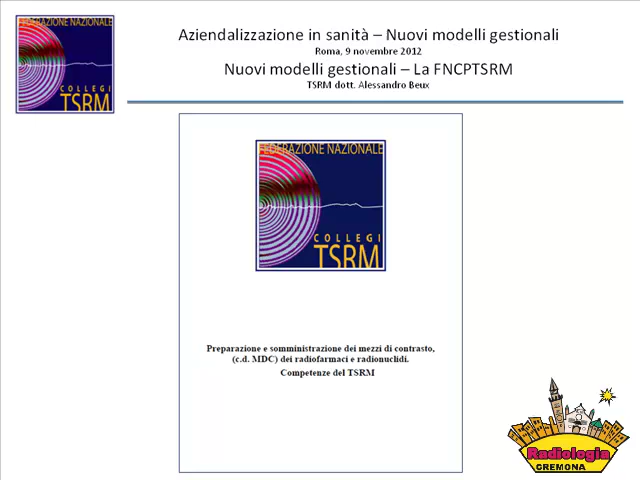 FEDERAZIONE NAZIONALE
COLLEGI
TSRM
Aziendalizzazione in sanità – Nuovi modelli gestionali
Roma, 9 novembre 2012
Nuovi modelli gestionali – La FNCPTSRM
TSRM dott. Alessandro Beux
FEDERAZIONE NAZIONALE
COLLEGI
TSRM
Preparazione e somministrazione dei mezzi di contrasto,
(c.d. MDC) dei radiofarmaci e radionuclidi.
Competenze del TSRM
Radiologia
CREMONA